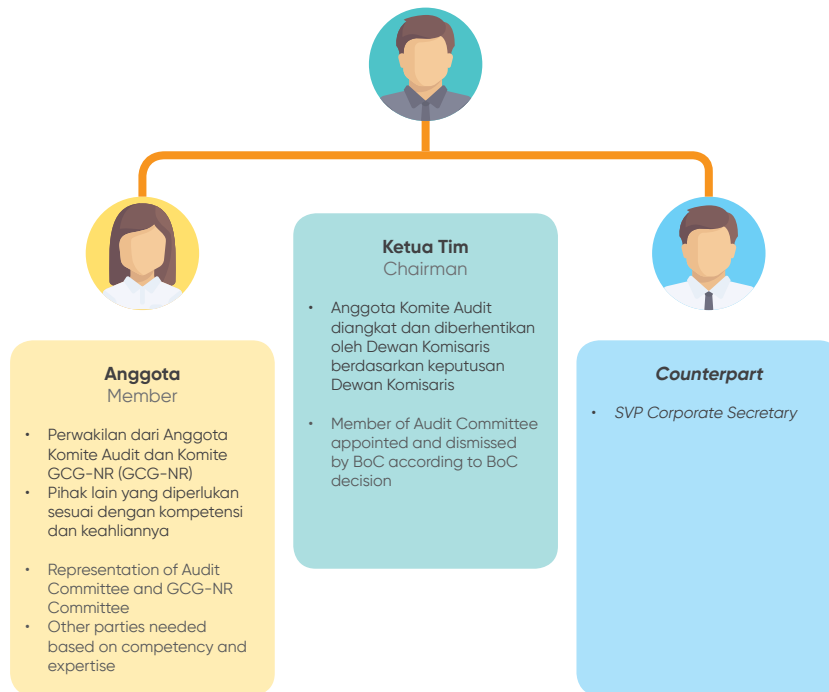 Anggota
Member
• Perwakilan dari Anggota
Komite Audit dan Komite
GCG-NR (GCG-NR)
• Pihak lain yang diperlukan
sesuai dengan kompetensi
dan keahliannya
• Representation of Audit
Committee and GCG-NR
Committee
• Other parties needed
based on competency and
expertise
Ketua Tim
Chairman
• Anggota Komite Audit
diangkat dan diberhentikan
oleh Dewan Komisaris
berdasarkan keputusan
Dewan Komisaris
• Member of Audit Committee
appointed and dismissed
by BoC according to BoC
decision
Counterpart
• SVP Corporate Secretary